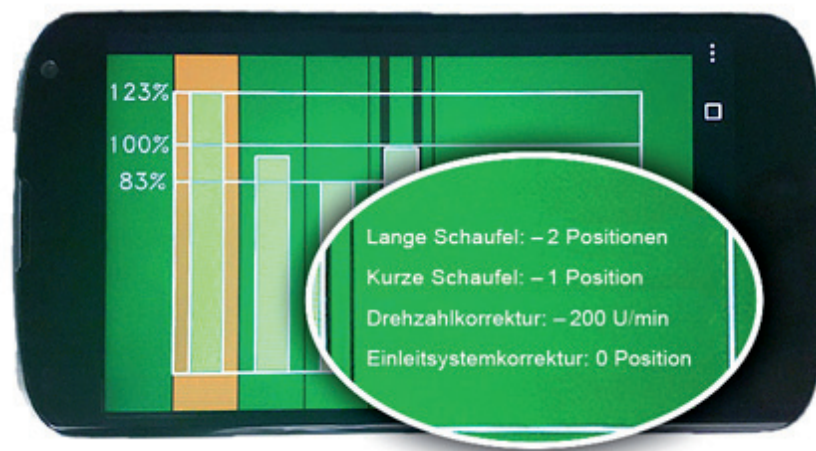 123%
100%
83%
Lange Schaufel: – 2 Positionen
Kurze Schaufel: – 1 Position
Drehzahlkorrektur: – 200 U/min
Einleitsystemkorrektur: 0 Position